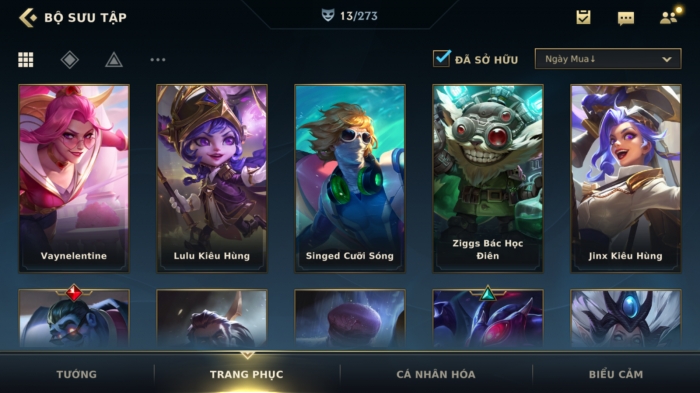 BỘ SƯU TẬP
13/273
ĐÃ SỞ HỮU
Ngày Mua↓
Vaynelentine
Lulu Kiêu Hùng
Singed Cưỡi Sóng
Ziggs Bác Học
Điên
Jinx Kiêu Hùng
TƯỚNG
TRANG PHỤC
CÁ NHÂN HÓA
BIỂU CẢM